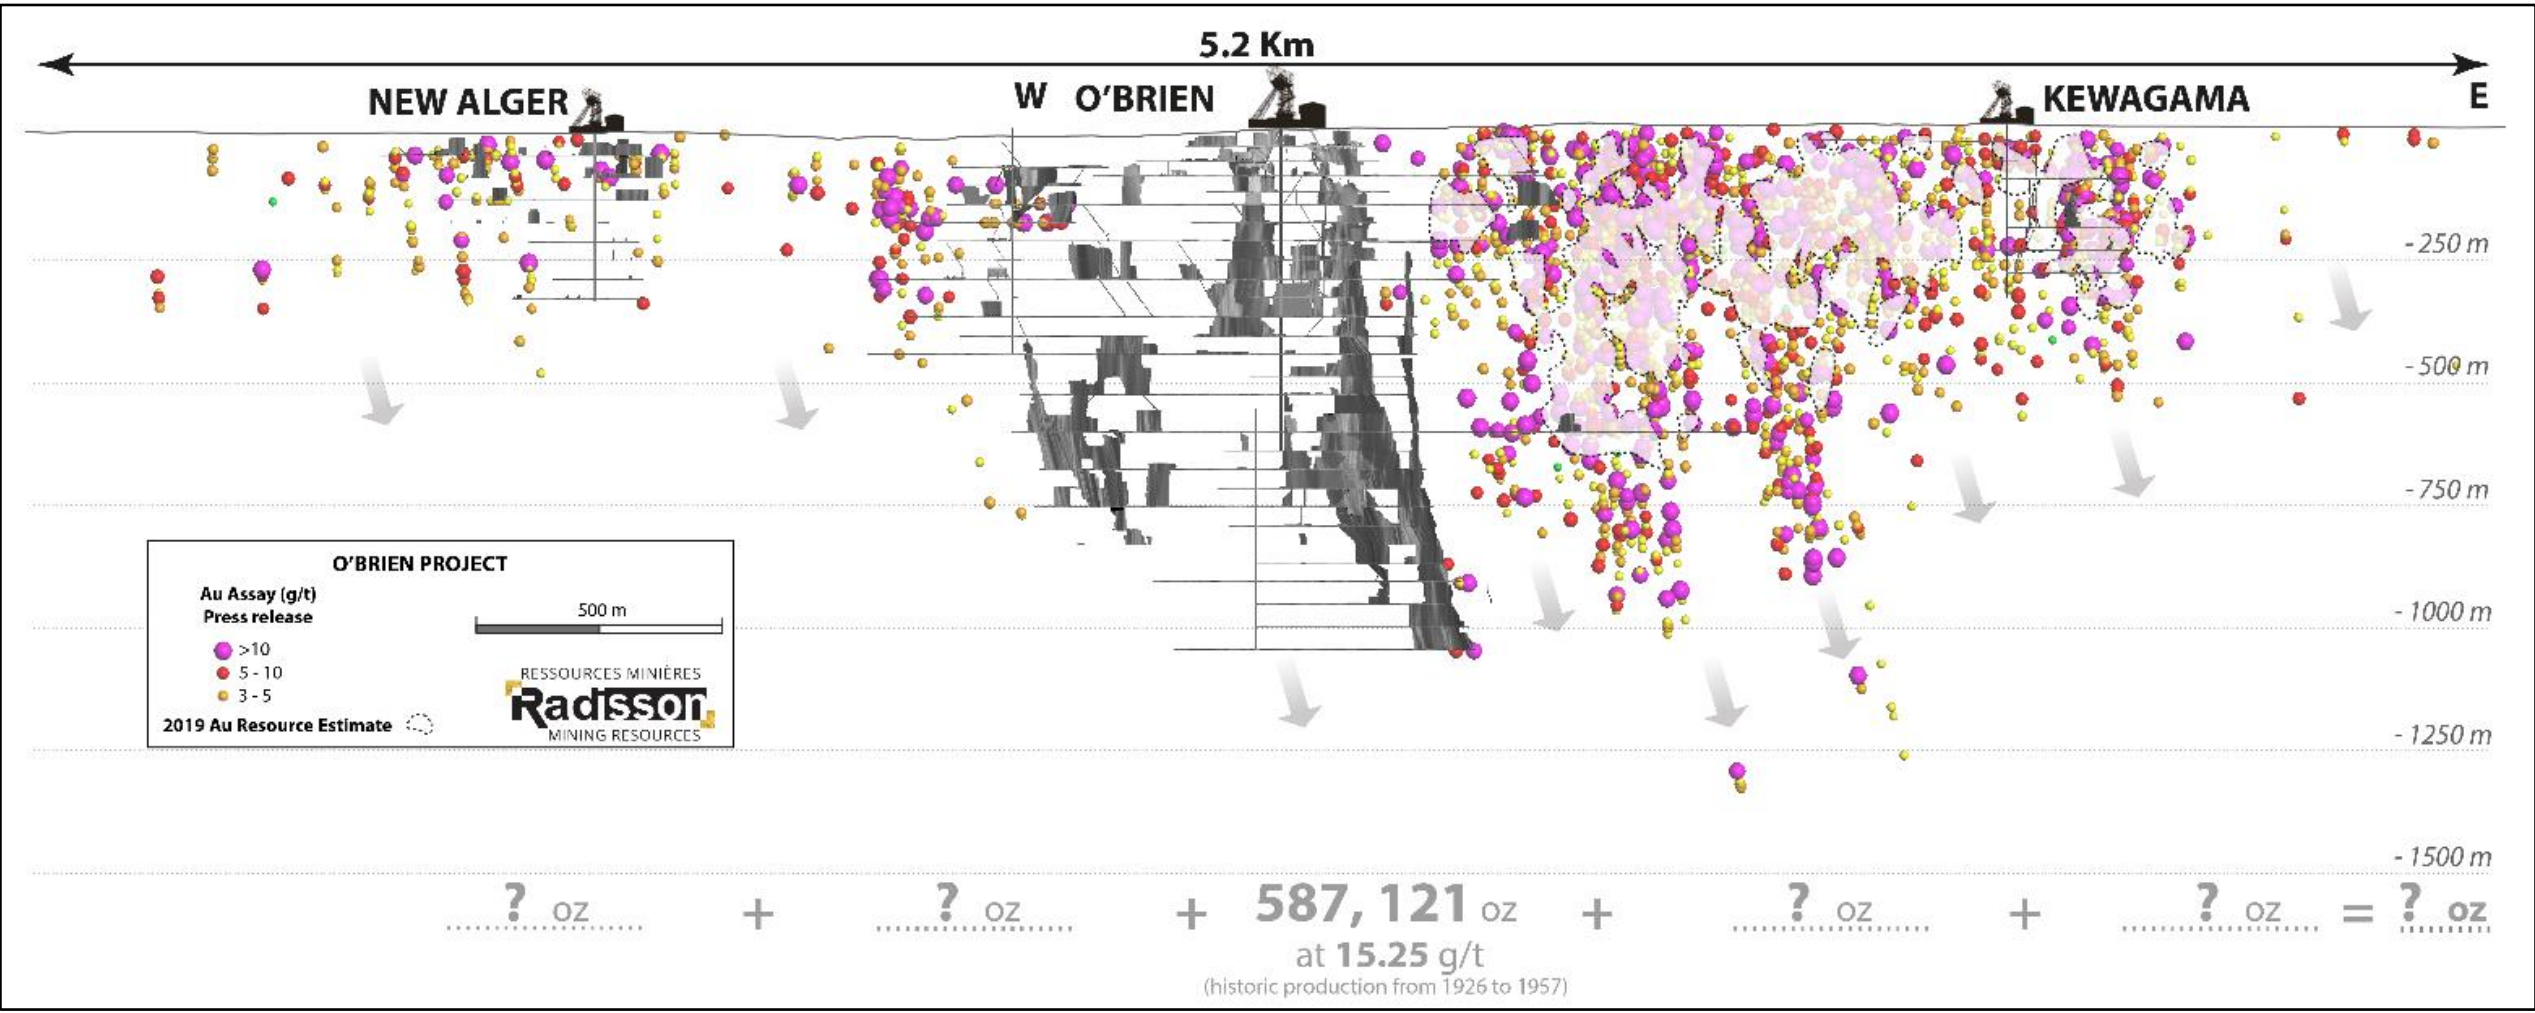 5.2 Km
NEW ALGER
W O'BRIEN
KEWAGAMA
E
- 250 m
- 500 m
- 750 m
- 1000 m
- 1250 m
- 1500 m
O'BRIEN PROJECT
Au Assay (g/t)
Press release
>10
5 - 10
3 - 5
2019 Au Resource Estimate
500 m
RESSOURCES MINIÈRES
Radisson
MINING RESOURCES
? oz + ? oz + 587, 121 oz + ? oz + ? oz = ? oz
at 15.25 g/t
(historic production from 1926 to 1957)